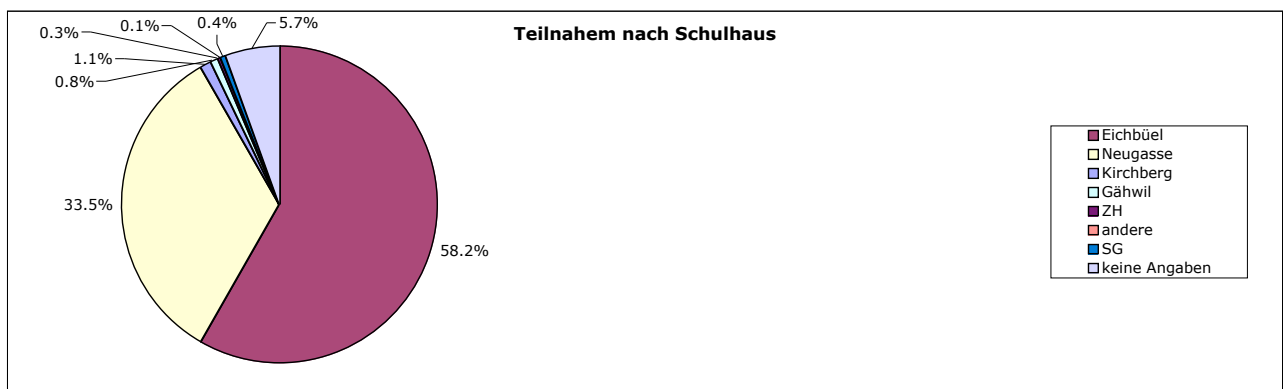 Teilnahem nach Schulhaus
5.7%
0.4%
0.1%
0.3%
1.1%
0.8%
33.5%
58.2%
Eichbüel
Neugasse
Kirchberg
Gähwil
ZH
andere
SG
keine Angaben